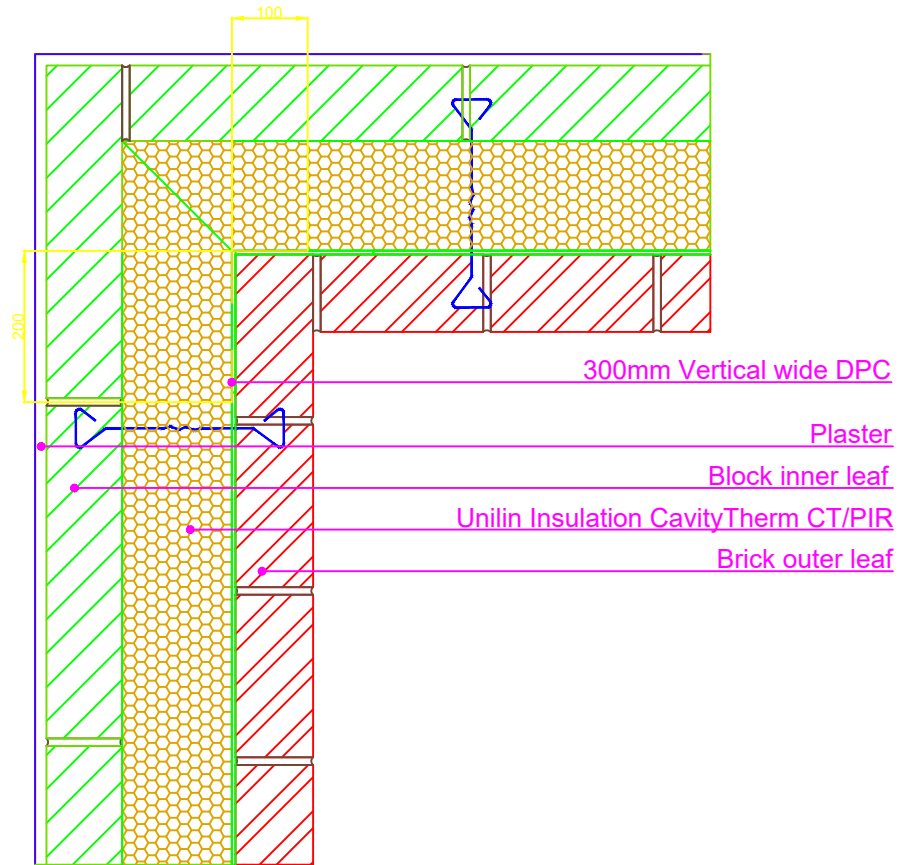 100
200
300mm Vertical wide DPC
Plaster
Block inner leaf
Unilin Insulation CavityTherm CT/PIR
Brick outer leaf